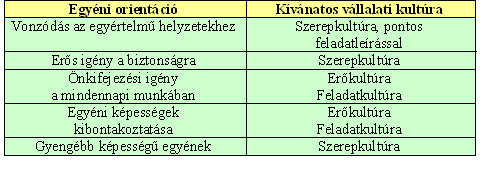 Egyéni orientáció
Kívánatos vállalati kultúra
Vonzódás az egyértelmű helyzetekhez
Szerepkultúra, pontos
feladatleírással
Erős igény a biztonságra
Szerepkultúra
Önkifejezési igény
a mindennapi munkában
Erőkultúra
Feladatkultúra
Egyéni képességek
kibontakoztatása
Erőkultúra
Feladatkultúra
Gyengébb képességű egyének
Szerepkultúra